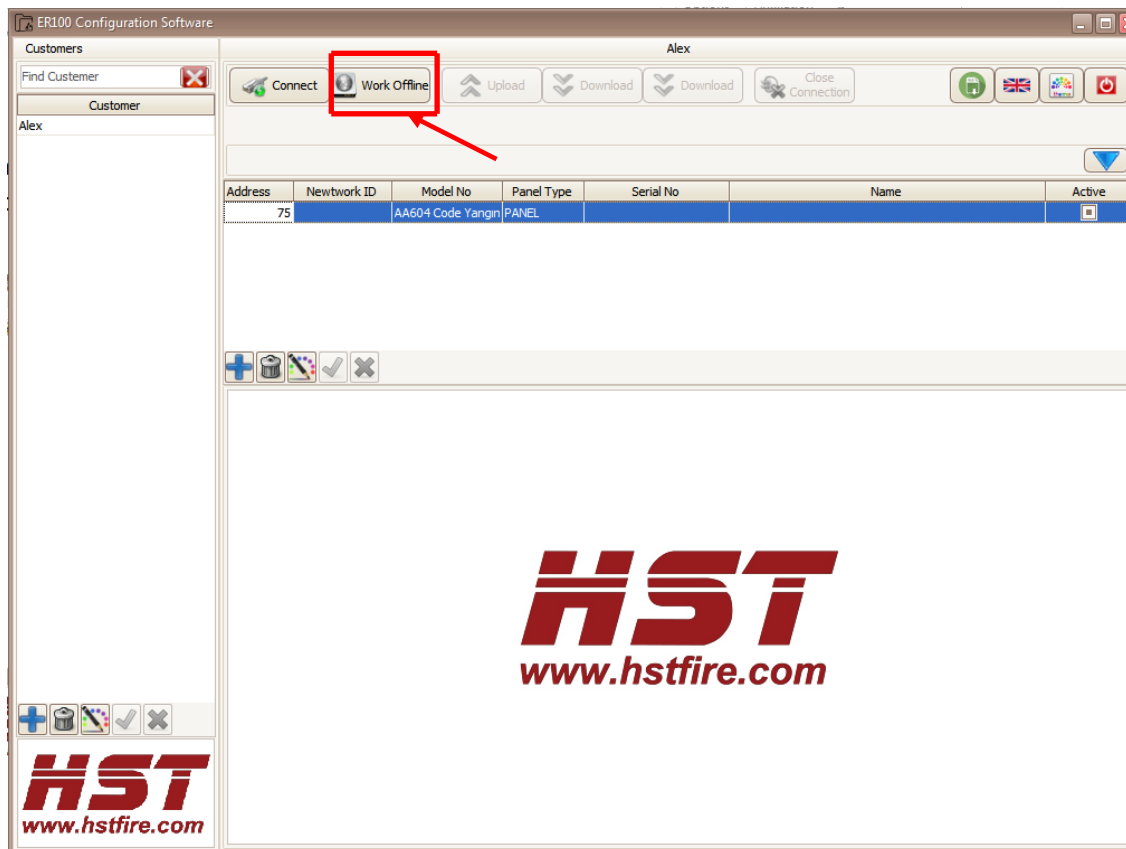 ER100 Configuration Software
Customers
Alex
Find Custemer
Customer
Alex
Connect
Work Offline
Upload
Download
Download
Close Connection
theme
Address Newtwork ID Model No Panel Type Serial No Name Active
75 AA604 Code Yangın PANEL
HST
www.hstfire.com
HST
www.hstfire.com